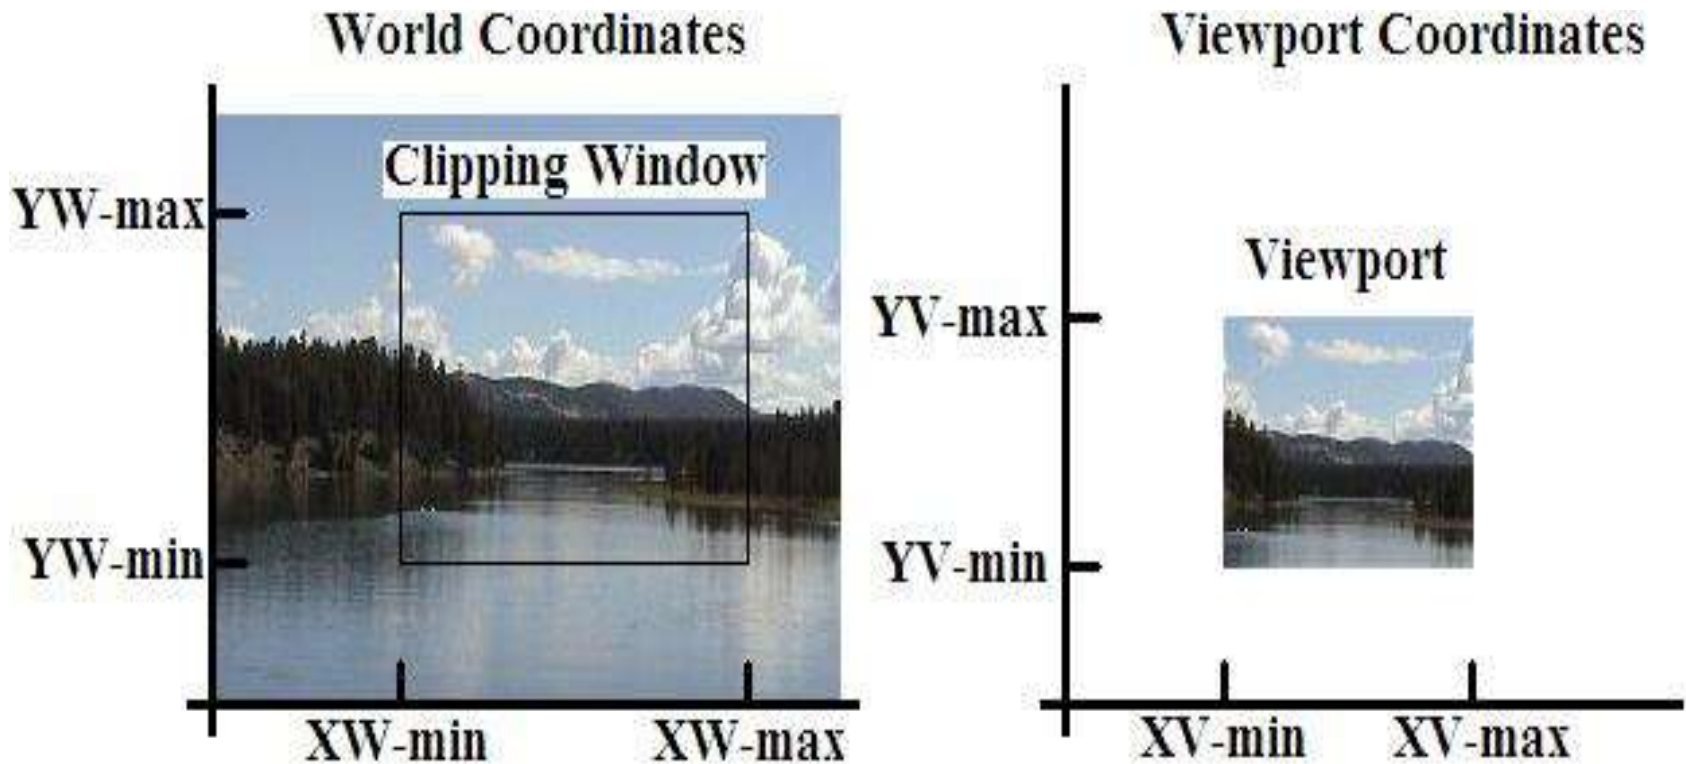 World Coordinates
Clipping Window
YW-max
YW-min
XW-min
XW-max
Viewport Coordinates
Viewport
YV-max
YV-min
XV-min
XV-max